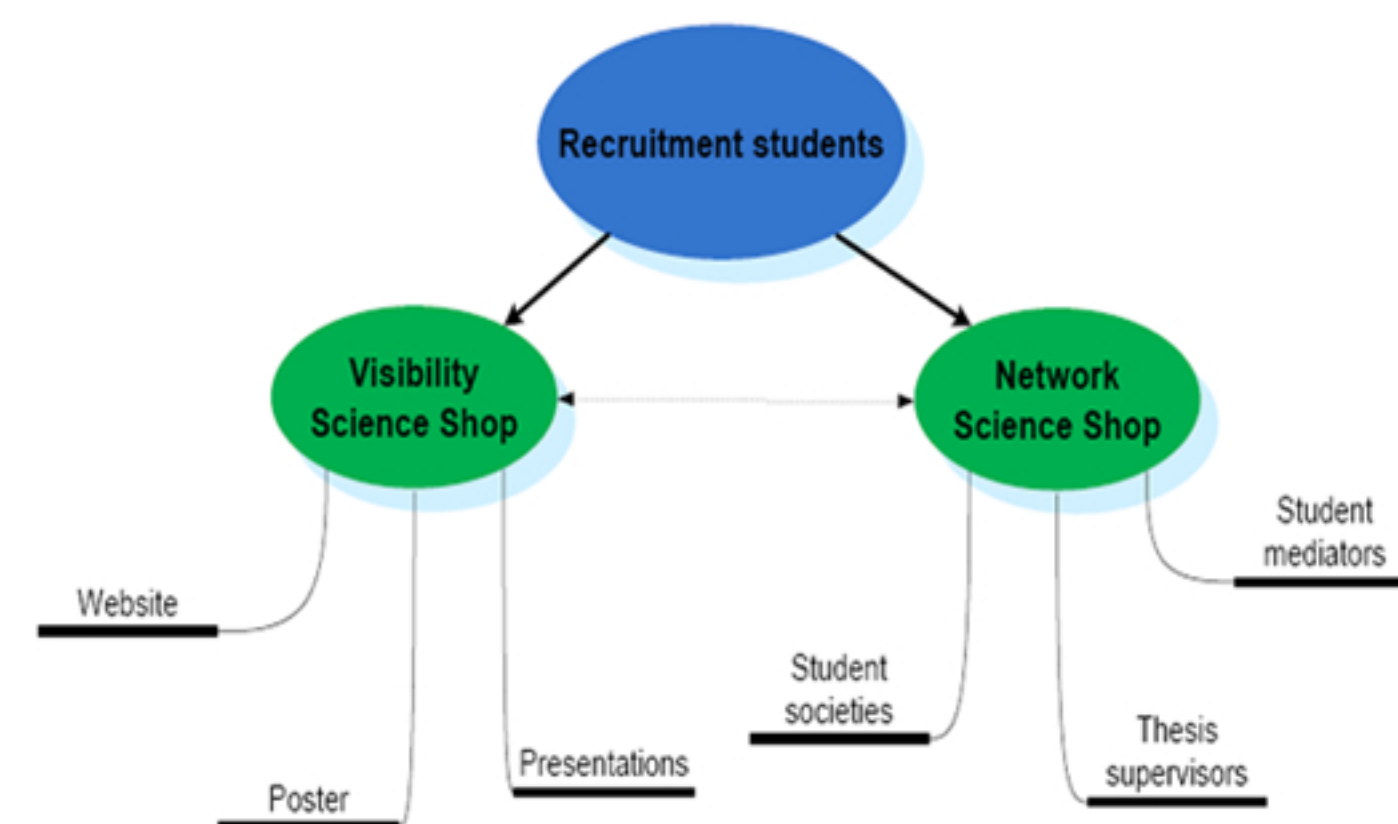 Recruitment students
Visibility
Science Shop
Network
Science Shop
Website
Poster
Presentations
Student
societies
Thesis
supervisors
Student
mediators